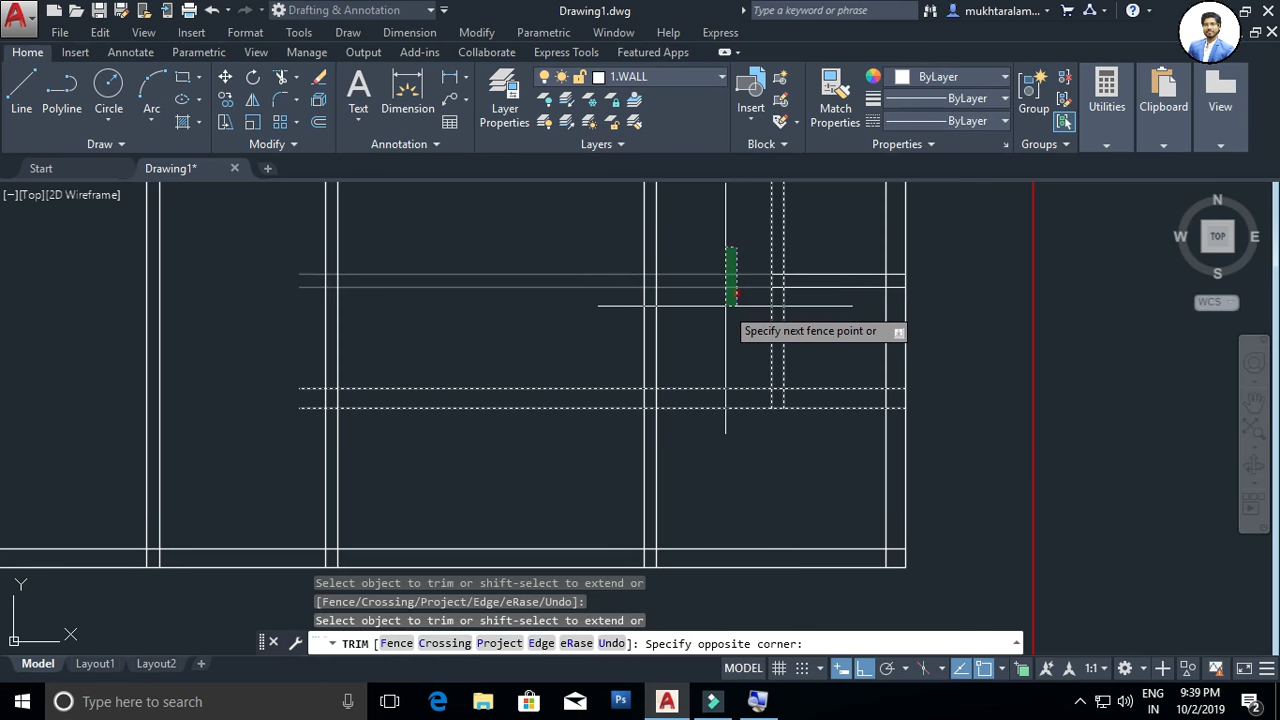 Drafting & Annotation
Drawing1.dwg
Type a keyword or phrase
mukhtaralam...
File
Edit
View
Insert
Format
Tools
Draw
Dimension
Modify
Parametric
Window
Help
Express
Home
Insert
Annotate
Parametric
View
Manage
Output
Add-ins
Collaborate
Express Tools
Featured Apps
Line
Polyline
Circle
Arc
Text
Dimension
Layer
Properties
1.WALL
Insert
Match
Properties
ByLayer
ByLayer
ByLayer
Group
Utilities
Clipboard
View
Draw
Modify
Annotation
Layers
Block
Properties
Groups
Start
Drawing1*
[−][Top][2D Wireframe]
N
W
TOP
E
S
WCS
Specify next fence point or
Y
X
Select object to trim or shift-select to extend or
[Fence/Crossing/Project/Edge/eRase/Undo]:
Select object to trim or shift-select to extend or
TRIM [Fence Crossing Project Edge eRase Undo]: Specify opposite corner:
Model
Layout1
Layout2
MODEL
1:1
Type here to search
Ps
ENG
IN
9:39 PM
10/2/2019
2